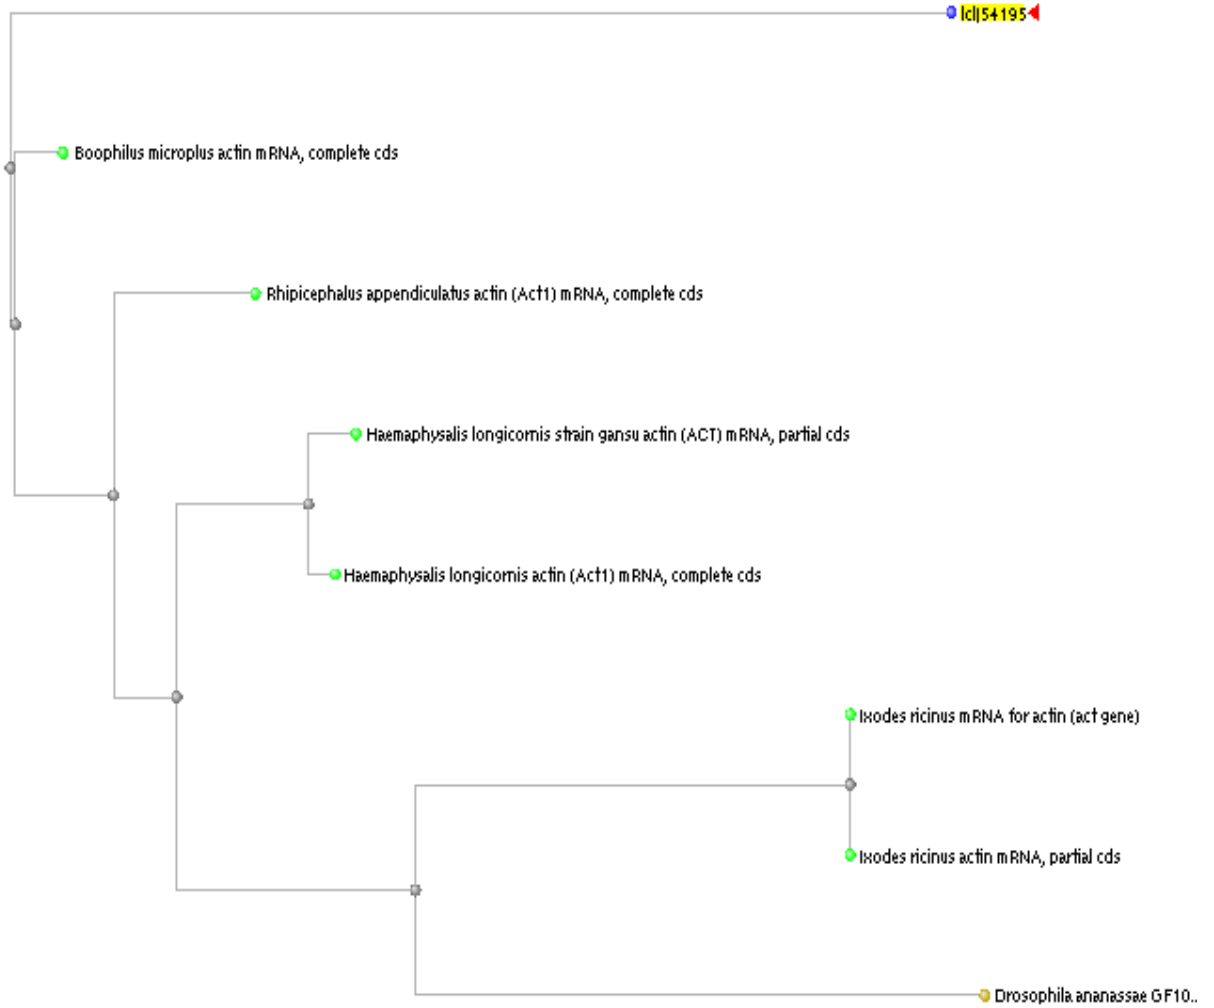 lcl|54195
Boophilus microplus actin mRNA, complete cds
Rhipicephalus appendiculatus actin (Act1) mRNA, complete cds
Haemaphysalis longicornis strain gansu actin (ACT) mRNA, partial cds
Haemaphysalis longicornis actin (Act1) mRNA, complete cds
Ixodes ricinus mRNA for actin (act gene)
Ixodes ricinus actin mRNA, partial cds
Drosophila ananassae GF10..